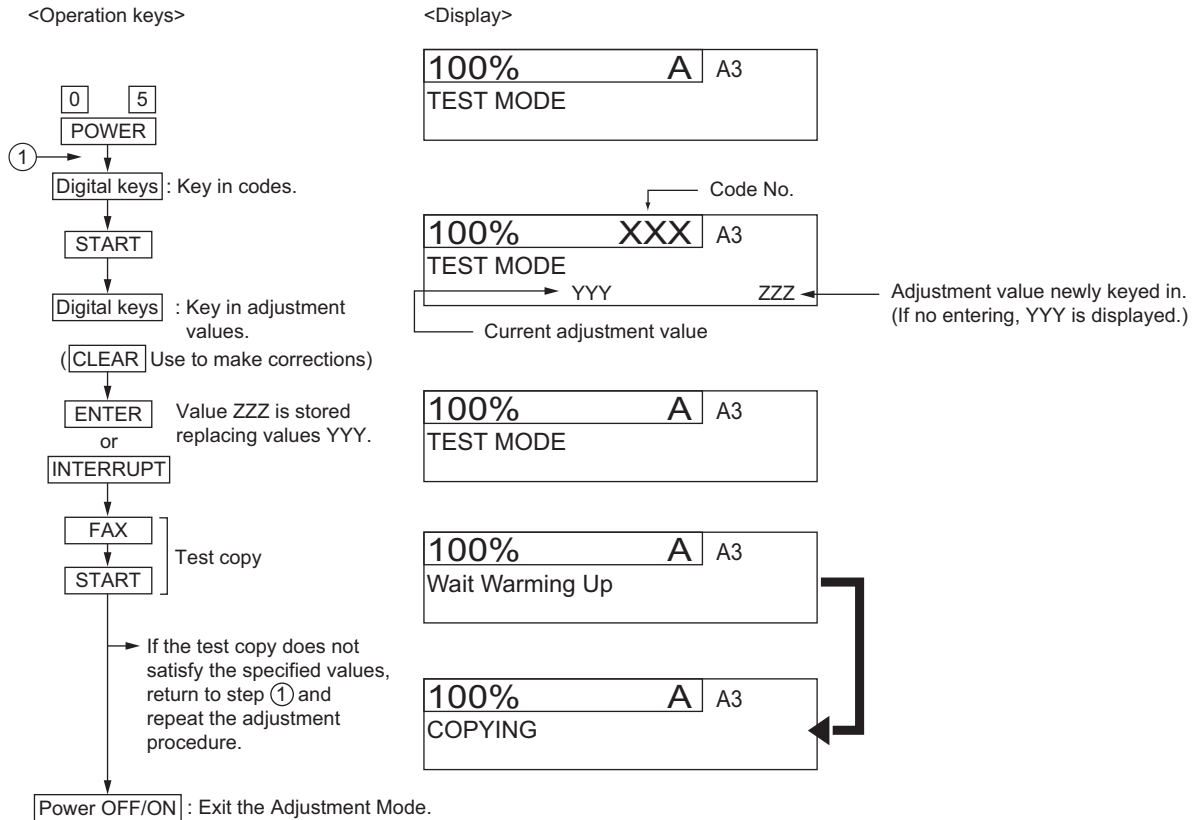 <Operation keys>
<Display>
0 5
POWER
1
Digital keys : Key in codes.
START
Digital keys : Key in adjustment
values.
(CLEAR Use to make corrections)
ENTER
or
INTERRUPT
Value ZZZ is stored
replacing values YYY.
FAX
START
Test copy
If the test copy does not
satisfy the specified values,
return to step 1 and
repeat the adjustment
procedure.
Power OFF/ON : Exit the Adjustment Mode.
100% A A3
TEST MODE
Code No.
100% XXX A3
TEST MODE
YYY ZZZ
Current adjustment value
Adjustment value newly keyed in.
(If no entering, YYY is displayed.)
100% A A3
TEST MODE
100% A A3
Wait Warming Up
100% A A3
COPYING